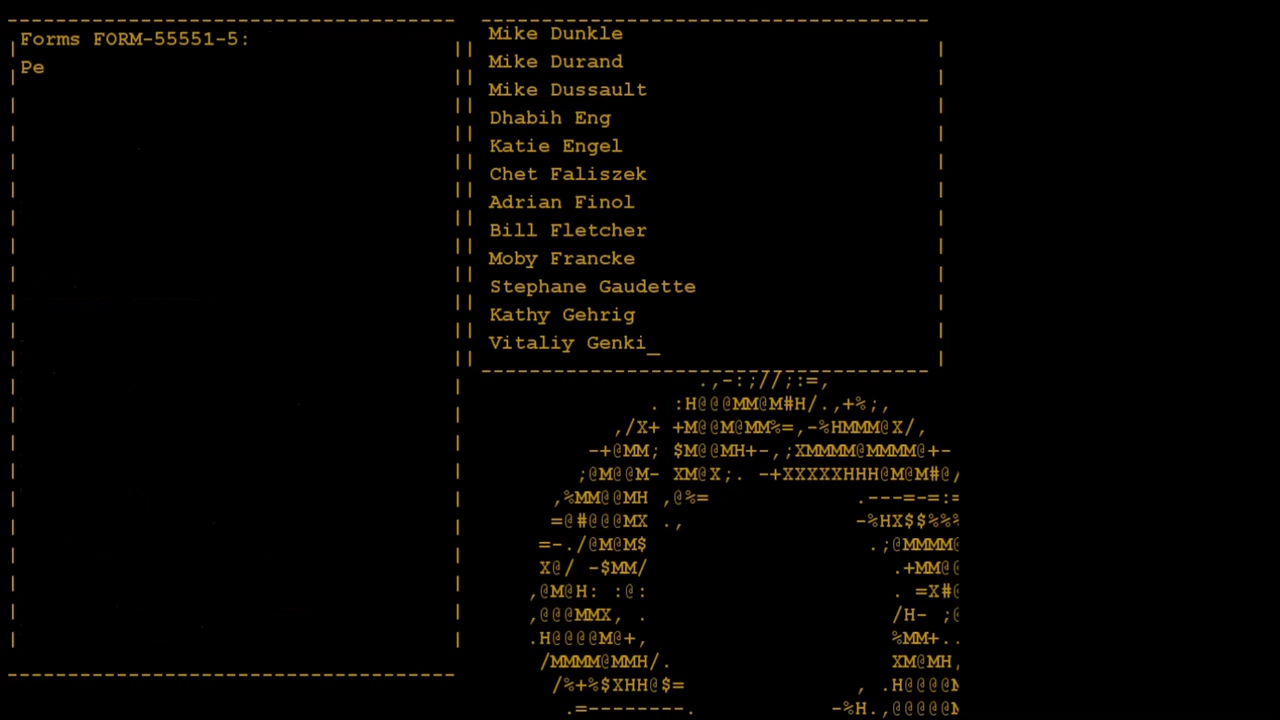 Forms FORM-55551-5:
Pe
Mike Dunkle
Mike Durand
Mike Dussault
Dhabih Eng
Katie Engel
Chet Faliszek
Adrian Finol
Bill Fletcher
Moby Francke
Stephane Gaudette
Kathy Gehrig
Vitaliy Genki_